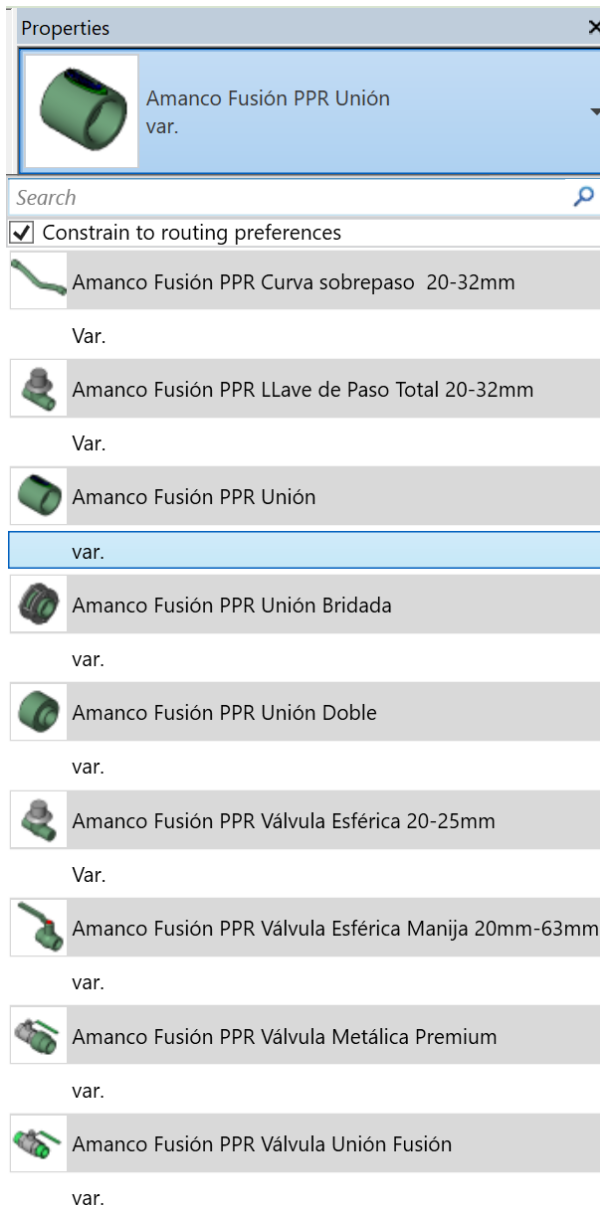 Properties
Amanco Fusión PPR Unión
var.
Search
Constrain to routing preferences
Amanco Fusión PPR Curva sobrepaso  20-32mm
Var.
Amanco Fusión PPR LLave de Paso Total 20-32mm
Var.
Amanco Fusión PPR Unión
var.
Amanco Fusión PPR Unión Bridada
var.
Amanco Fusión PPR Unión Doble
var.
Amanco Fusión PPR Válvula Esférica 20-25mm
Var.
Amanco Fusión PPR Válvula Esférica Manija 20mm-63mm
var.
Amanco Fusión PPR Válvula Metálica Premium
var.
Amanco Fusión PPR Válvula Unión Fusión
var.